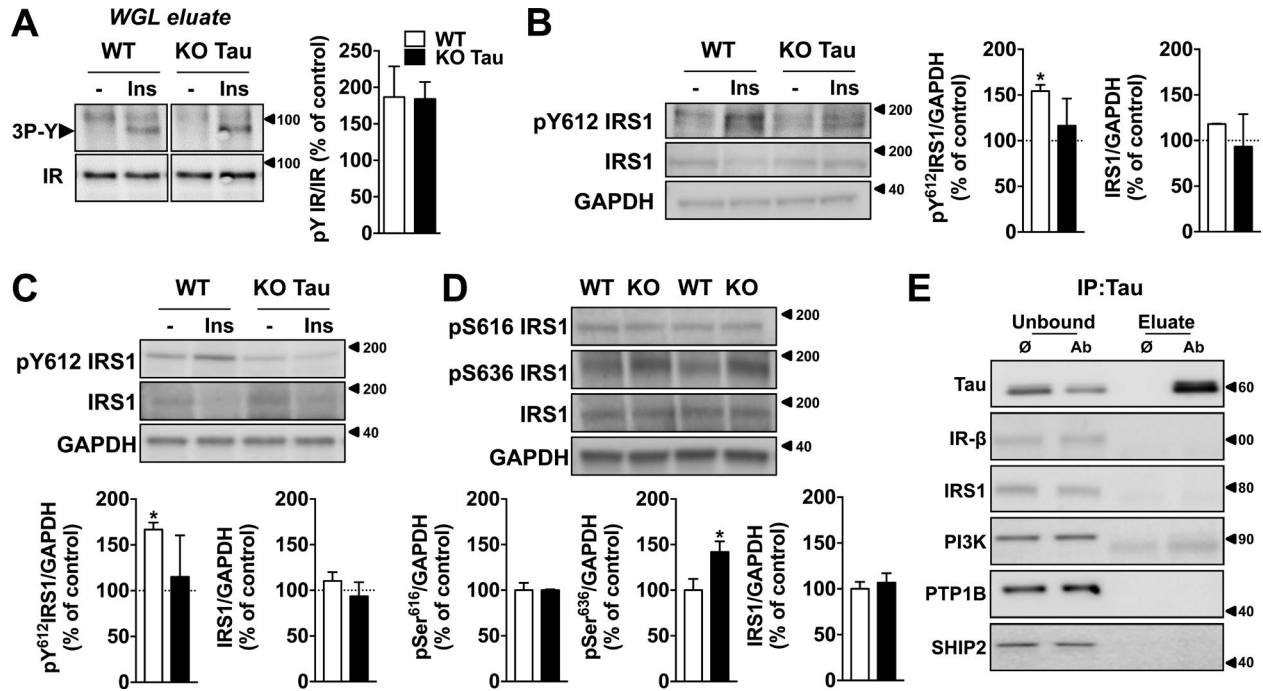 A
WGL eluate
WT KO Tau
- Ins - Ins
3P-Y
100
IR
100
pY IR/IR (% of control)
250
200
150
100
50
0
WT
KO Tau
B
WT KO Tau
- Ins - Ins
pY612 IRS1
200
IRS1
200
GAPDH
40
pY612IRS1/GAPDH
(% of control)
200
150
100
50
0
*
IRS1/GAPDH
(% of control)
200
150
100
50
0
C
WT KO Tau
- Ins - Ins
pY612 IRS1
200
IRS1
200
GAPDH
40
pY612IRS1/GAPDH
(% of control)
200
150
100
50
0
*
IRS1/GAPDH
(% of control)
200
150
100
50
0
D
WT KO WT KO
pS616 IRS1
200
pS636 IRS1
200
IRS1
200
GAPDH
40
pSer616/GAPDH
(% of control)
200
150
100
50
0
pSer636/GAPDH
(% of control)
200
150
100
50
0
*
IRS1/GAPDH
(% of control)
200
150
100
50
0
E
IP:Tau
Unbound Eluate
Ø Ab Ø Ab
Tau
60
IR-β
00
IRS1
80
PI3K
90
PTP1B
40
SHIP2
40